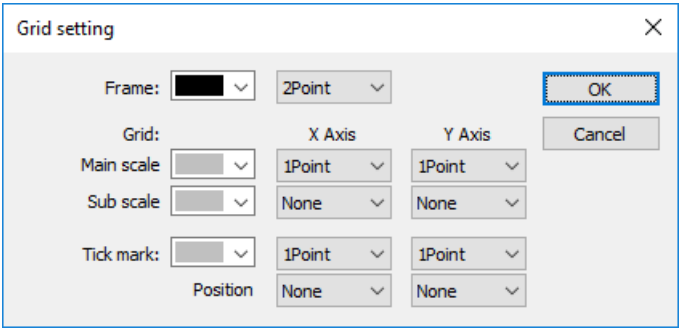 Grid setting
Frame: 2Point OK
Grid: X Axis Y Axis Cancel
Main scale 1Point 1Point
Sub scale None None
Tick mark: 1Point 1Point
Position None None